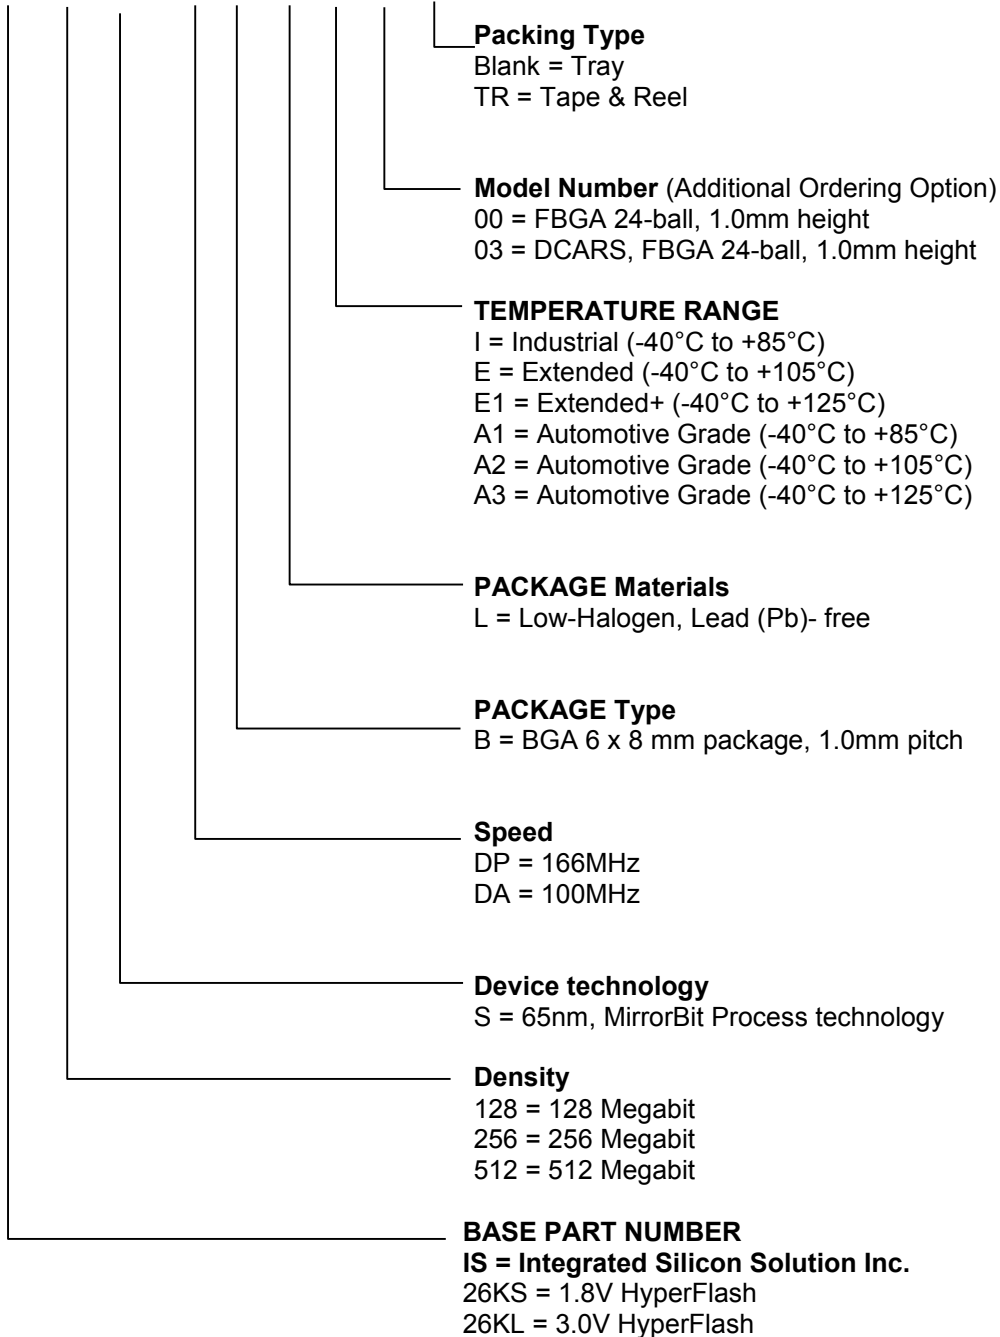 Packing Type
Blank = Tray
TR = Tape & Reel
Model Number (Additional Ordering Option)
00 = FBGA 24-ball, 1.0mm height
03 = DCARS, FBGA 24-ball, 1.0mm height
TEMPERATURE RANGE
I = Industrial (-40°C to +85°C)
E = Extended (-40°C to +105°C)
E1 = Extended+ (-40°C to +125°C)
A1 = Automotive Grade (-40°C to +85°C)
A2 = Automotive Grade (-40°C to +105°C)
A3 = Automotive Grade (-40°C to +125°C)
PACKAGE Materials
L = Low-Halogen, Lead (Pb)- free
PACKAGE Type
B = BGA 6 x 8 mm package, 1.0mm pitch
Speed
DP = 166MHz
DA = 100MHz
Device technology
S = 65nm, MirrorBit Process technology
Density
128 = 128 Megabit
256 = 256 Megabit
512 = 512 Megabit
BASE PART NUMBER
IS = Integrated Silicon Solution Inc.
26KS = 1.8V HyperFlash
26KL = 3.0V HyperFlash